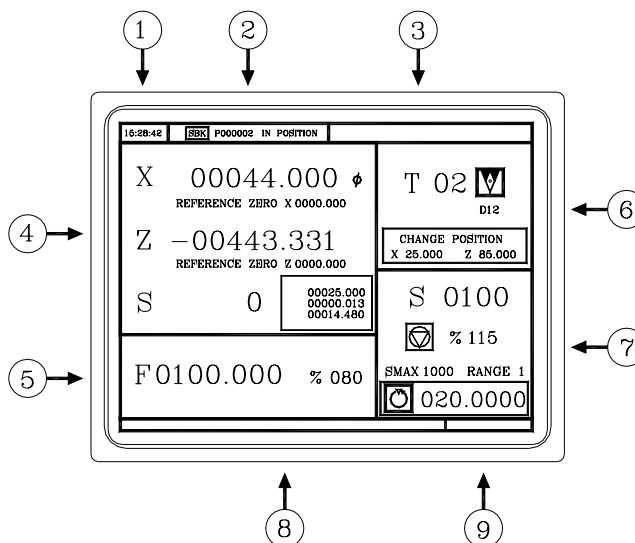 1 2 3
15:28:42 SBK P000002 IN POSITION
X 00044.000 ϕ
REFERENCE ZERO X 0000.000
Z -00443.331
REFERENCE ZERO Z 0000.000
S 0
00025.000
00000.013
00014.480
F0100.000 % 080
T 02
D12
CHANGE POSITION
X 25.000 Z 85.000
S 0100
% 115
SMAX 1000 RANGE 1
020.0000
4
5
6
7
8 9